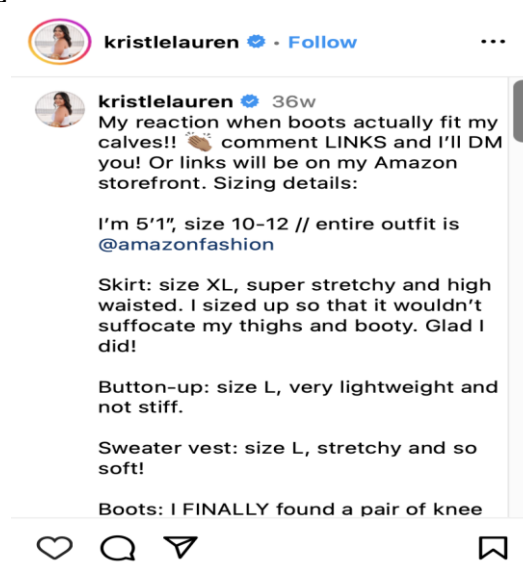 kristlelauren • Follow
kristlelauren 36w
My reaction when boots actually fit my
calves!! 👏🏽 comment LINKS and I'll DM
you! Or links will be on my Amazon
storefront. Sizing details:
I'm 5'1", size 10-12 // entire outfit is
@amazonfashion
Skirt: size XL, super stretchy and high
waisted. I sized up so that it wouldn't
suffocate my thighs and booty. Glad I
did!
Button-up: size L, very lightweight and
not stiff.
Sweater vest: size L, stretchy and so
soft!
Boots: I FINALLY found a pair of knee